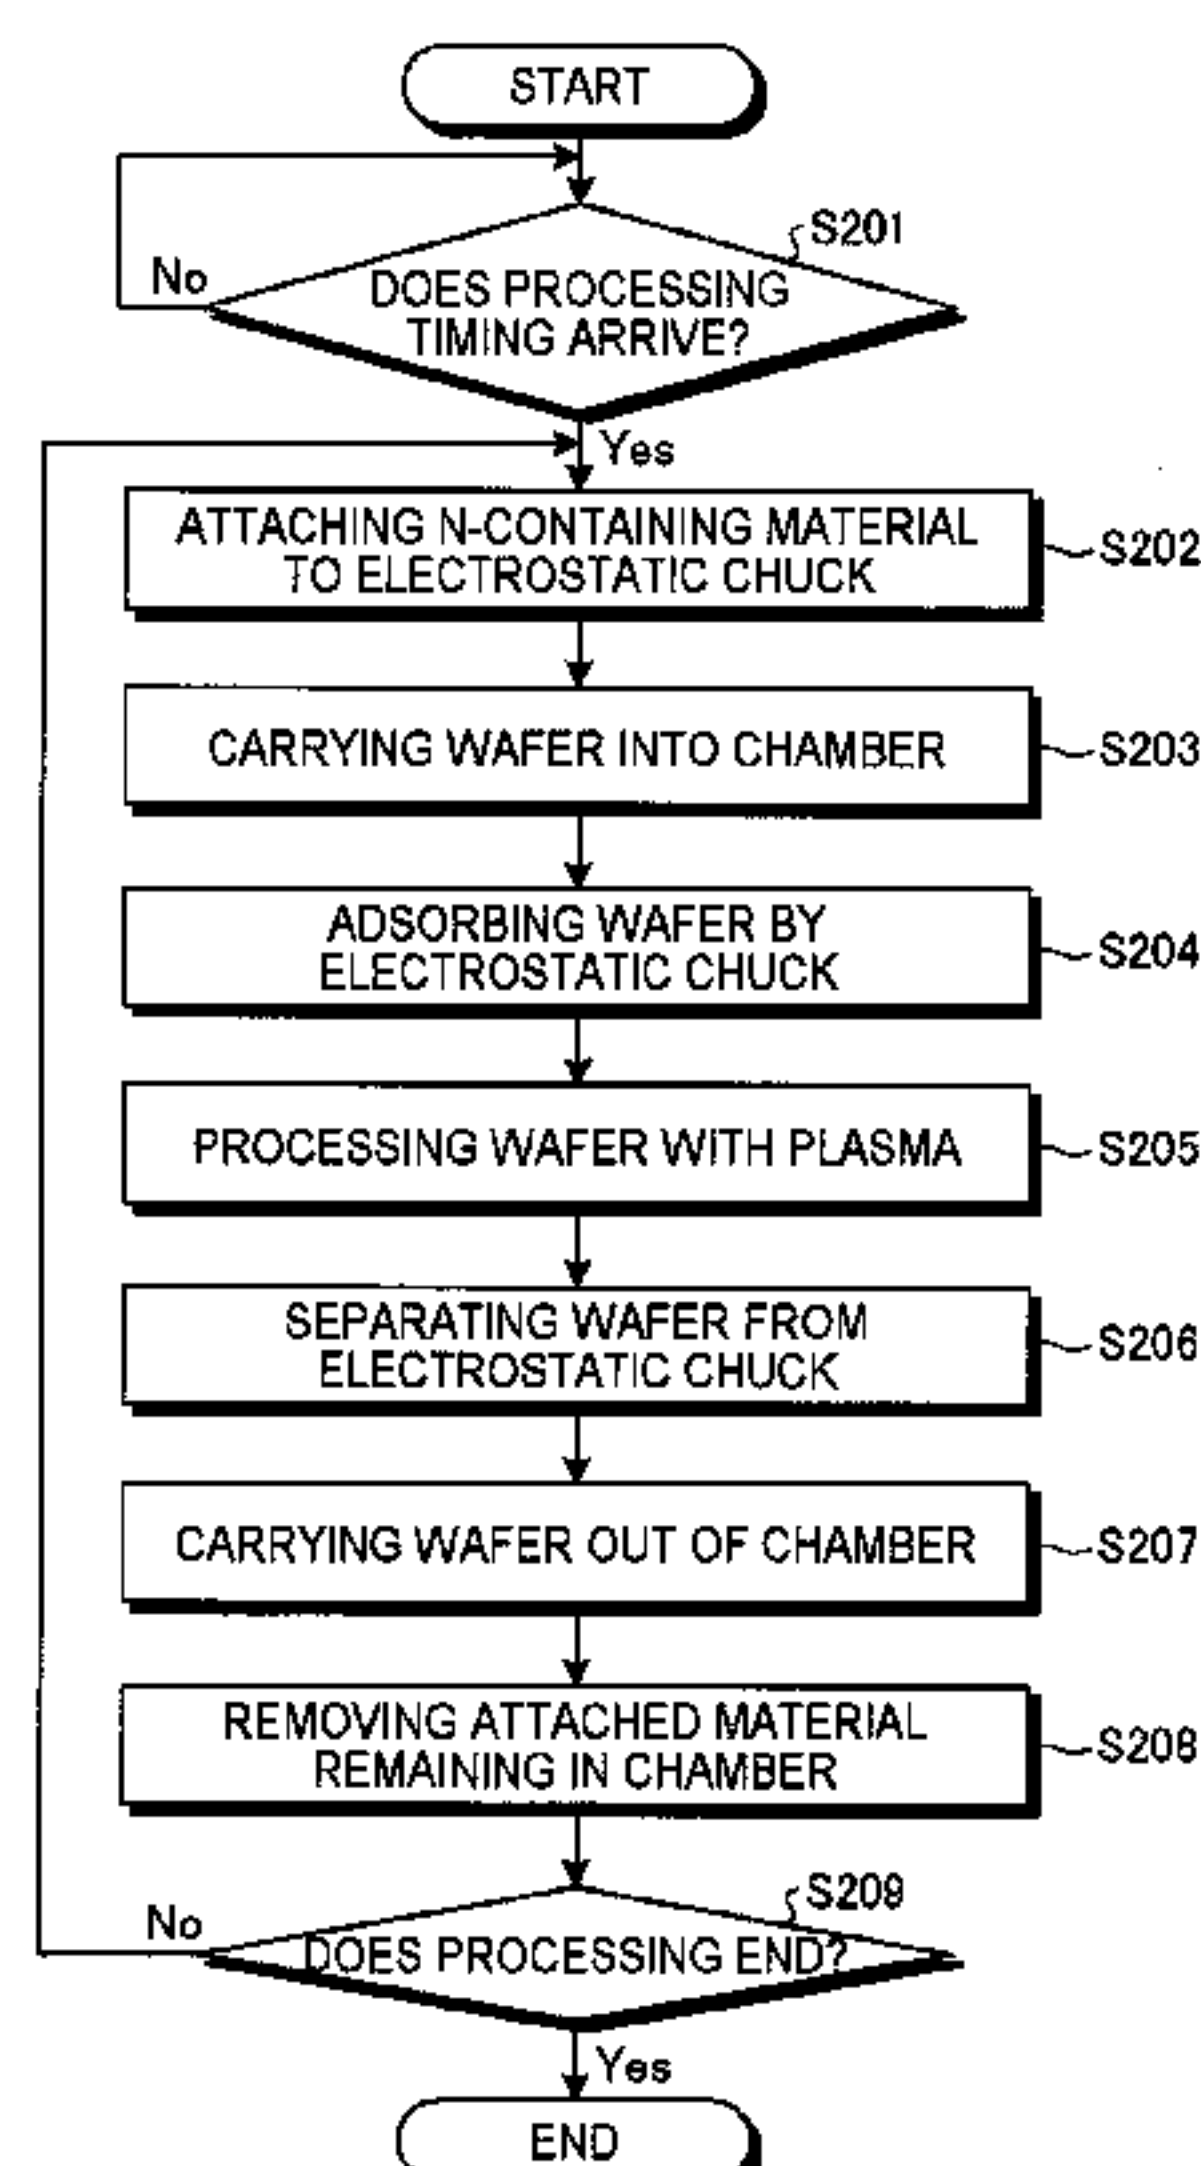 START
S201
No
DOES PROCESSING
TIMING ARRIVE?
Yes
ATTACHING N-CONTAINING MATERIAL
TO ELECTROSTATIC CHUCK
S202
CARRYING WAFER INTO CHAMBER
S203
ADSORBING WAFER BY
ELECTROSTATIC CHUCK
S204
PROCESSING WAFER WITH PLASMA
S205
SEPARATING WAFER FROM
ELECTROSTATIC CHUCK
S206
CARRYING WAFER OUT OF CHAMBER
S207
REMOVING ATTACHED MATERIAL
REMAINING IN CHAMBER
S208
S209
No
DOES PROCESSING END?
Yes
END